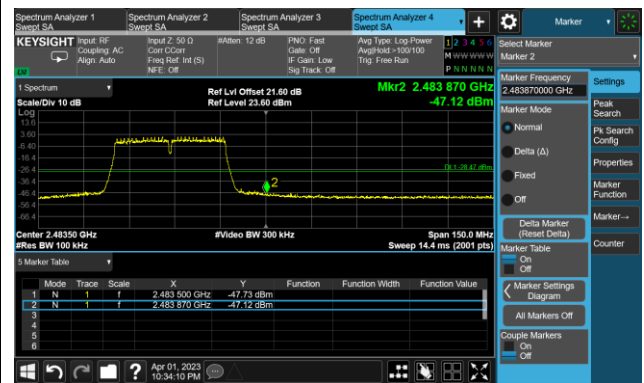 Spectrum Analyzer 1
Swept SA
Spectrum Analyzer 2
Swept SA
Spectrum Analyzer 3
Swept SA
Spectrum Analyzer 4
Swept SA
Marker
KEYSIGHT
Input: RF
Coupling: AC
Align: Auto
Input Z: 50 Ω
Corr CCorr
Freq Ref: Int (S)
NFE: Off
#Atten: 12 dB
PNO: Fast
Gate: Off
IF Gain: Low
Sig Track: Off
Avg Type: Log-Power
Avg|Hold:>100/100
Trig: Free Run
1 2 3 4 5 6
M W W W W W
P N N N N N
LW
Select Marker
Marker 2
1 Spectrum
Scale/Div 10 dB
Log
Ref Lvl Offset 21.60 dB
Ref Level 23.60 dBm
Mkr2 2.483 870 GHz
-47.12 dBm
13.6
3.60
-6.40
-16.4
-26.4
-36.4
-46.4
-56.4
-66.4
DL1 -28.47 dBm
2
Center 2.48350 GHz
#Res BW 100 kHz
#Video BW 300 kHz
Span 150.0 MHz
Sweep 14.4 ms (2001 pts)
5 Marker Table
Mode Trace Scale X Y Function Function Width Function Value
1 N 1 f 2.483 500 GHz -47.73 dBm
2 N 1 f 2.483 870 GHz -47.12 dBm
3
4
5
6
Marker Frequency
2.483870000 GHz
Marker Mode
Normal
Delta (Δ)
Fixed
Off
Delta Marker
(Reset Delta)
Marker Table
On
Off
Marker Settings
Diagram
All Markers Off
Couple Markers
On
Off
Settings
Peak
Search
Pk Search
Config
Properties
Marker
Function
Marker→
Counter
?
Apr 01, 2023
10:34:10 PM